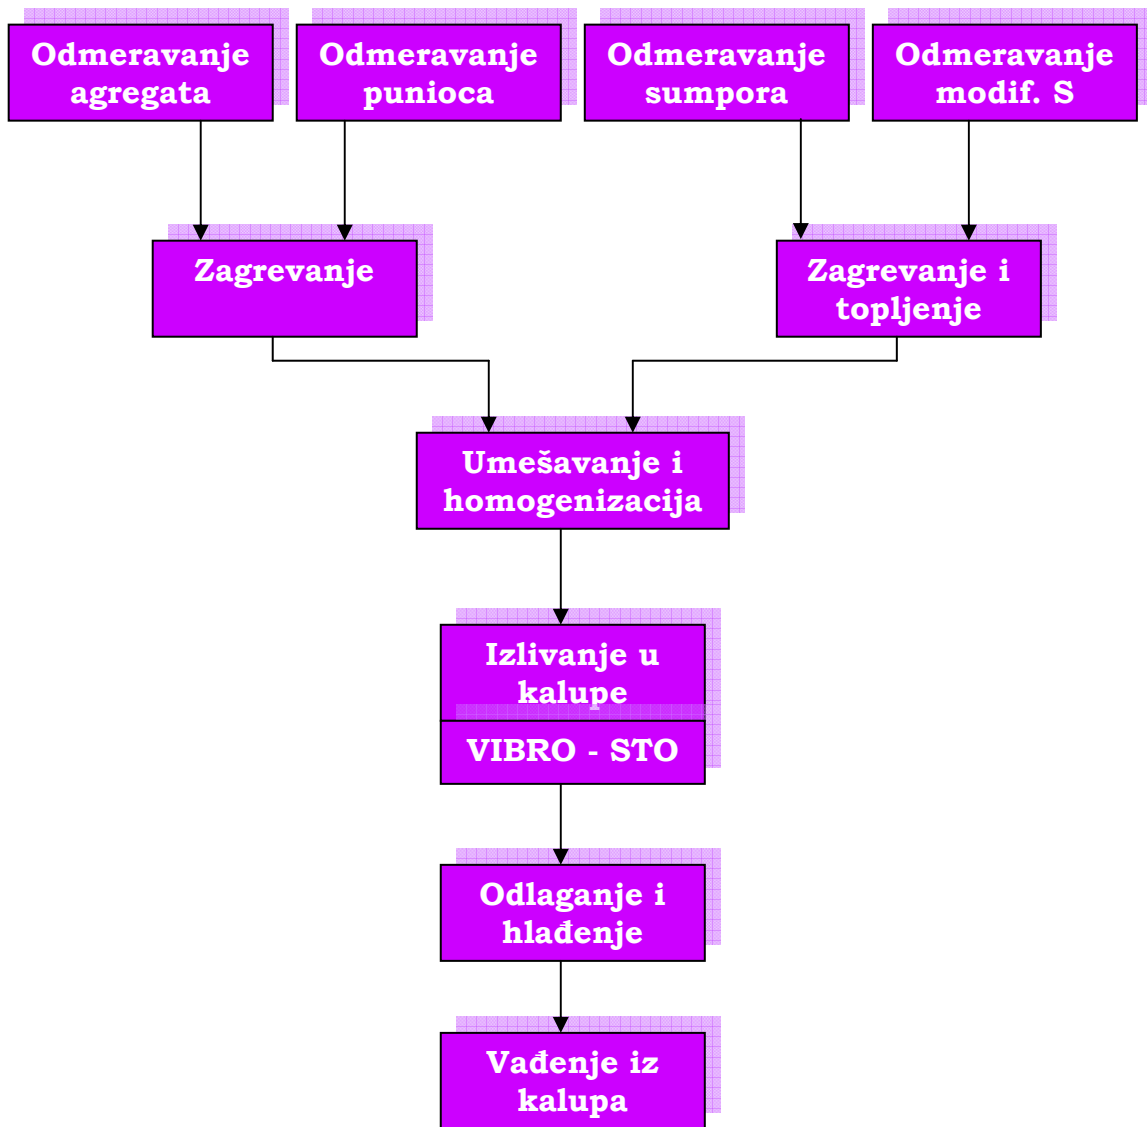 Odmeravanje
agregata
Odmeravanje
punioca
Odmeravanje
sumpora
Odmeravanje
modif. S
Zagrevanje
Zagrevanje i
topljenje
Umešavanje i
homogenizacija
Izlivanje u
kalupe
VIBRO - STO
Odlaganje i
hlađenje
Vađenje iz
kalupa